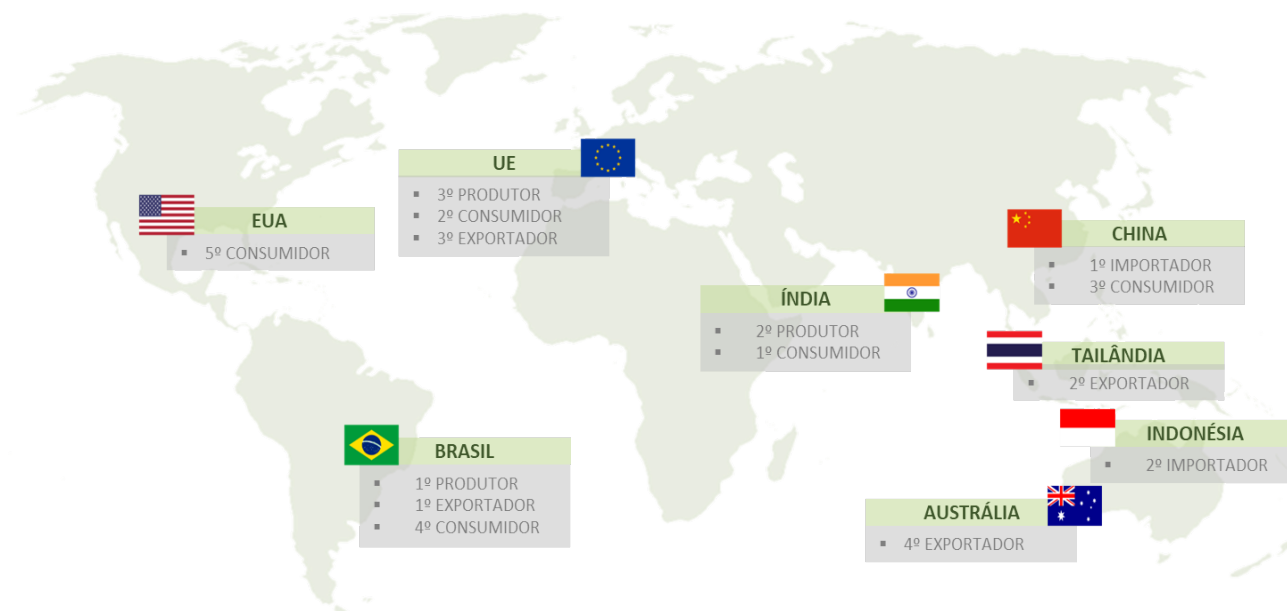 UE
▪ 3º PRODUTOR
▪ 2º CONSUMIDOR
▪ 3º EXPORTADOR
EUA
▪ 5º CONSUMIDOR
CHINA
▪ 1º IMPORTADOR
▪ 3º CONSUMIDOR
ÍNDIA
▪ 2º PRODUTOR
▪ 1º CONSUMIDOR
TAILÂNDIA
▪ 2º EXPORTADOR
INDONÉSIA
▪ 2º IMPORTADOR
BRASIL
▪ 1º PRODUTOR
▪ 1º EXPORTADOR
▪ 4º CONSUMIDOR
AUSTRÁLIA
▪ 4º EXPORTADOR